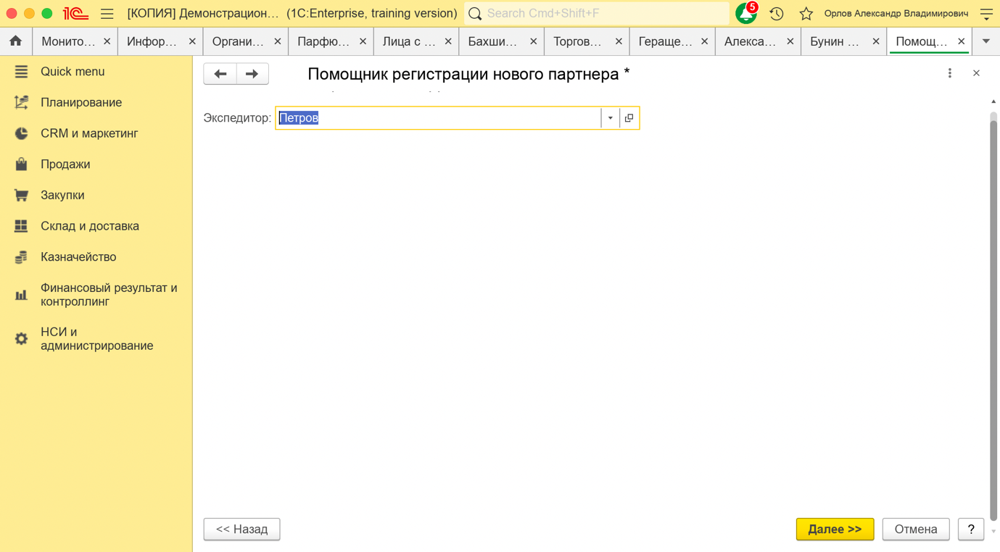 1С [КОПИЯ] Демонстрацион... (1C:Enterprise, training version) Search Cmd+Shift+F 5 Орлов Александр Владимирович
Монито... Инфор... Органи... Парфю... Лица с ... Бахши... Торгов... Гераще... Алекса... Бунин ... Помощ...
Quick menu
Планирование
CRM и маркетинг
Продажи
Закупки
Склад и доставка
Казначейство
Финансовый результат и
контроллинг
НСИ и
администрирование
Помощник регистрации нового партнера *
Экспедитор: Петров
<< Назад Далее >> Отмена ?